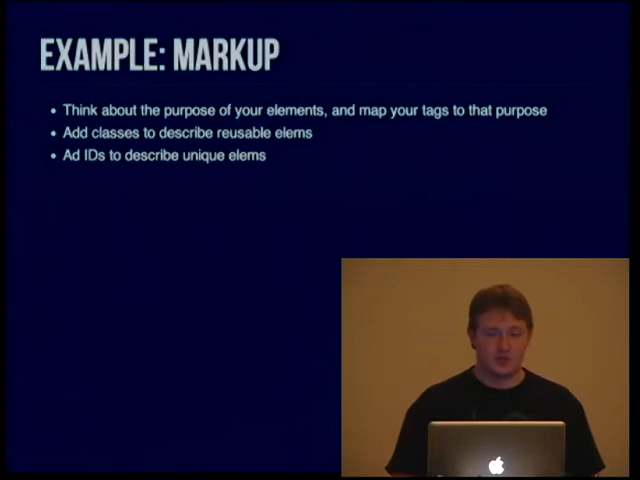 EXAMPLE: MARKUP
• Think about the purpose of your elements, and map your tags to that purpose
• Add classes to describe reusable elems
• Ad IDs to describe unique elems